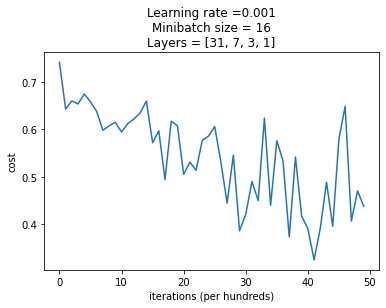 Learning rate =0.001
Minibatch size = 16
Layers = [31, 7, 3, 1]
0.7
0.6
0.5
0.4
cost
0 10 20 30 40 50
iterations (per hundreds)